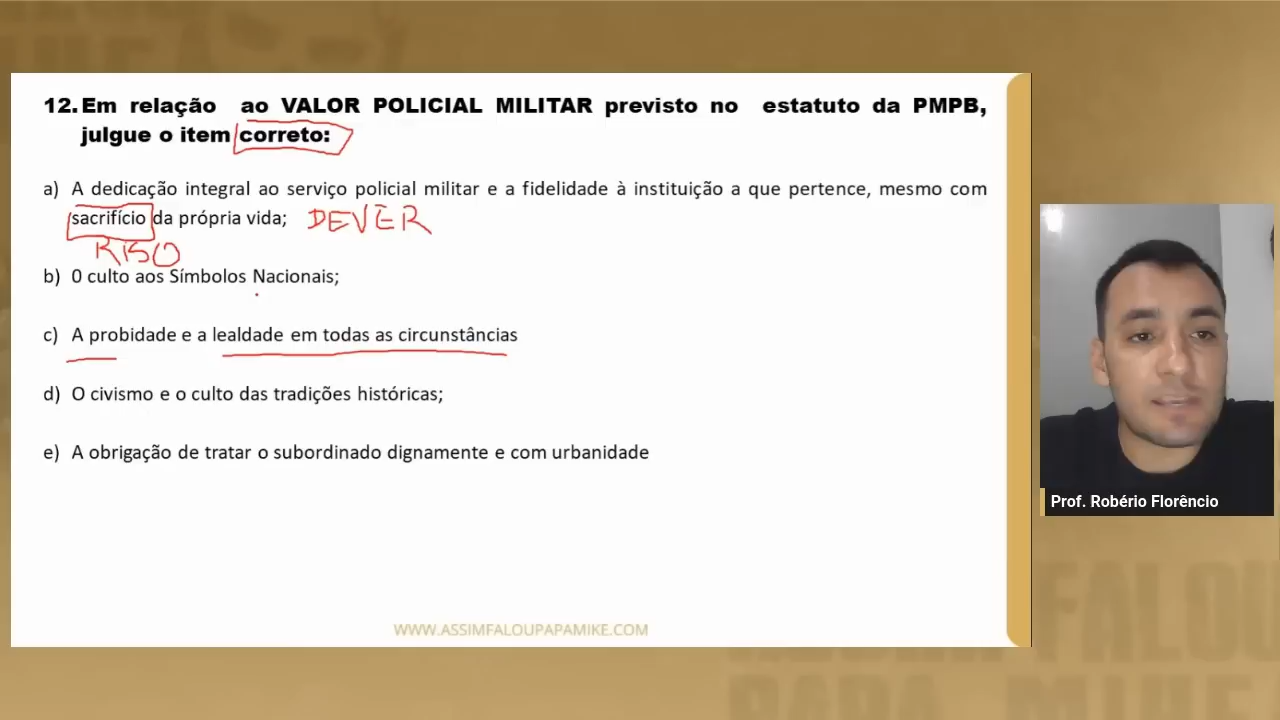 12. Em relação ao VALOR POLICIAL MILITAR previsto no estatuto da PMPB,
julgue o item correto:
a) A dedicação integral ao serviço policial militar e a fidelidade à instituição a que pertence, mesmo com
sacrifício da própria vida; DEVER
b) 0 culto aos Símbolos Nacionais;
c) A probidade e a lealdade em todas as circunstâncias
d) O civismo e o culto das tradições históricas;
e) A obrigação de tratar o subordinado dignamente e com urbanidade
Prof. Robério Florêncio
WWW.ASSIMFALOUPAPAMIKE.COM